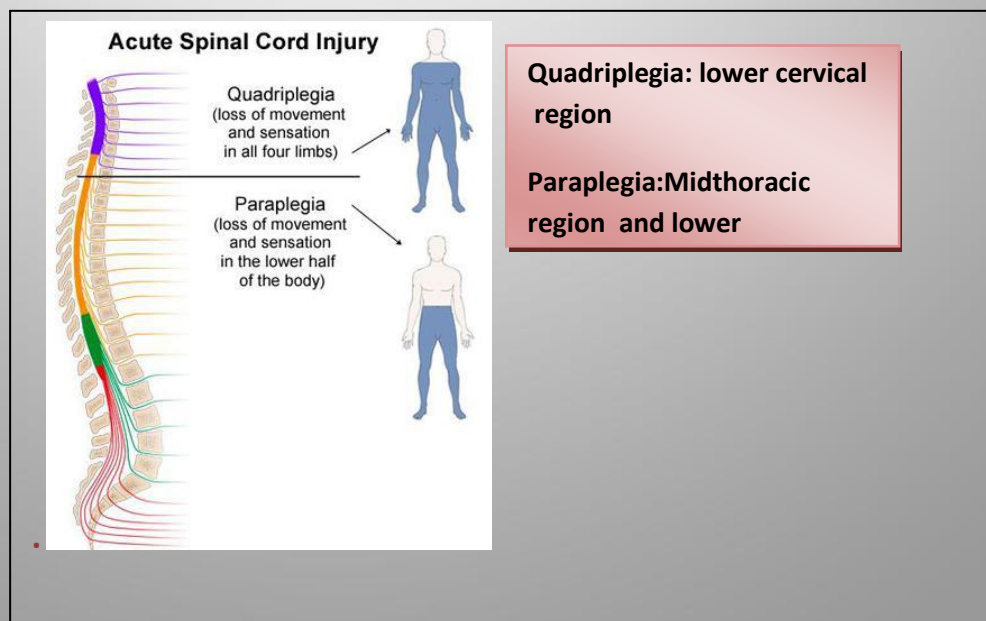 Acute Spinal Cord Injury
Quadriplegia
(loss of movement
and sensation
in all four limbs)
Paraplegia
(loss of movement
and sensation
in the lower half
of the body)
Quadriplegia: lower cervical
region
Paraplegia:Midthoracic
region and lower